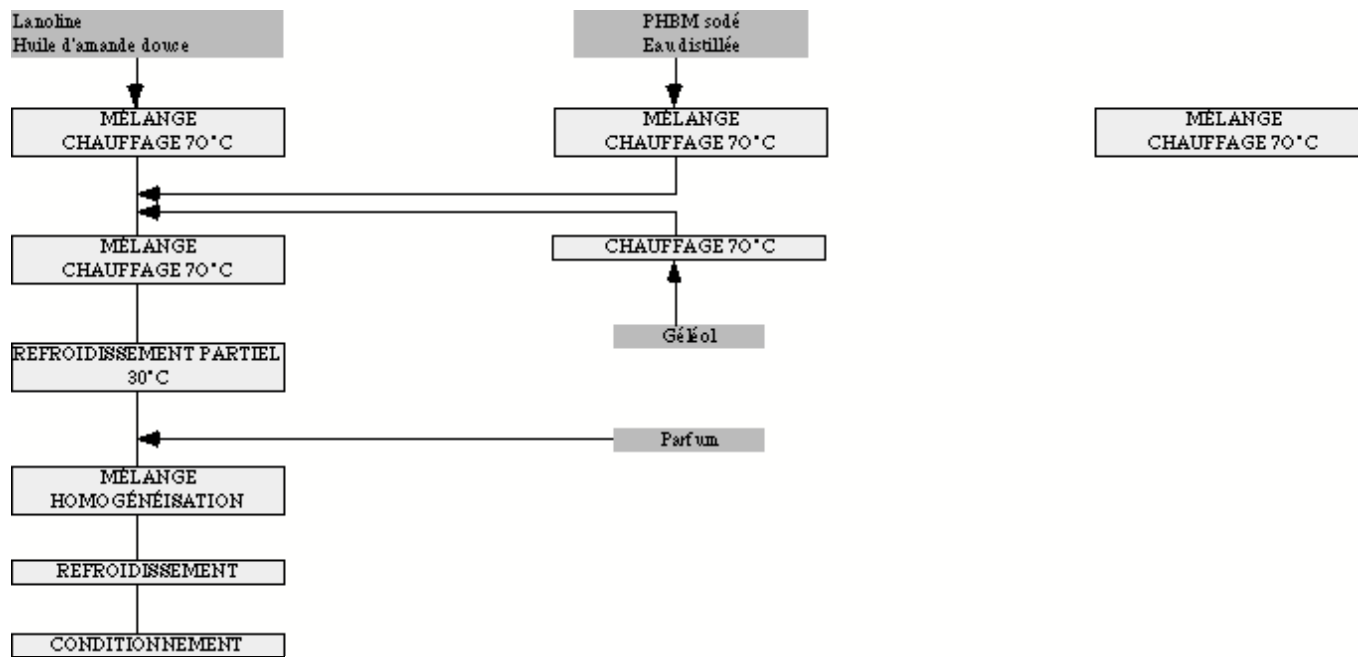 Lanoline
Huile d'amande douce
PHBM sodé
Eau distillée
MÉLANGE
CHAUFFAGE 70°C
MÉLANGE
CHAUFFAGE 70°C
MÉLANGE
CHAUFFAGE 70°C
MÉLANGE
CHAUFFAGE 70°C
CHAUFFAGE 70°C
Géléol
REFROIDISSEMENT PARTIEL
30°C
Parfum
MÉLANGE
HOMOGÉNÉISATION
REFROIDISSEMENT
CONDITIONNEMENT